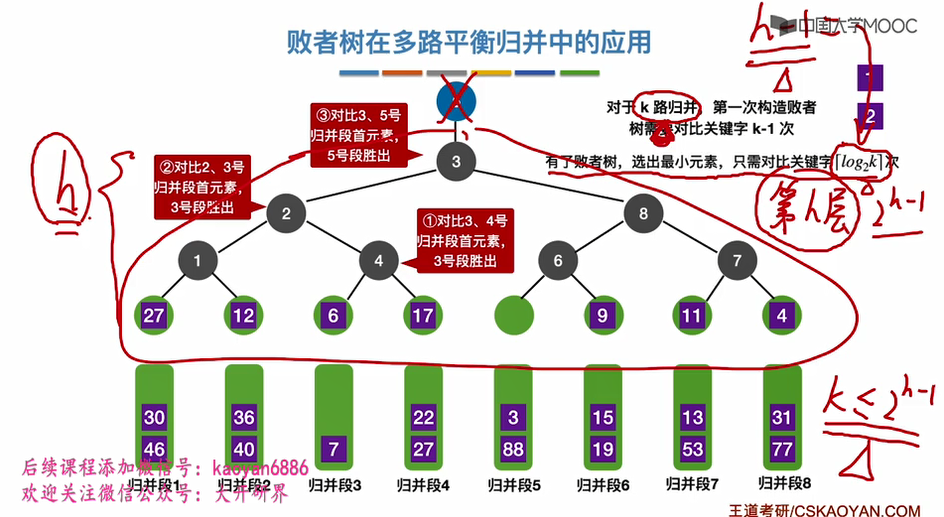 中国大学MOOC
败者树在多路平衡归并中的应用
h-1=
1
2
对于 k 路归并，第一次构造败者
树需要对比关键字 k-1 次
有了败者树，选出最小元素，只需对比关键字⌈log₂k⌉次
③对比3、5号
归并段首元素，
5号段胜出
②对比2、3号
归并段首元素，
3号段胜出
①对比3、4号
归并段首元素，
3号段胜出
第h层 2^{h-1}
h
3
2
8
1
4
6
7
27
12
6
17
9
11
4
k ≤ 2^{h-1}
30
36
22
3
15
13
31
46
40
7
27
88
19
53
77
归并段1
归并段2
归并段3
归并段4
归并段5
归并段6
归并段7
归并段8
后续课程添加微信号：kaoyan6886
欢迎关注微信公众号：大开研界
王道考研/CSKAOYAN.COM